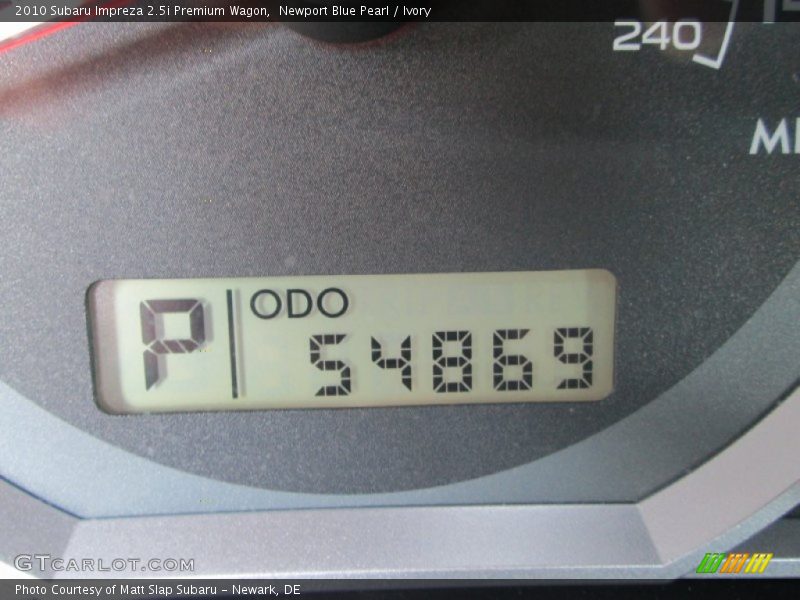 2010 Subaru Impreza 2.5i Premium Wagon,  Newport Blue Pearl / Ivory
240
ODO
P 54869
GTCARLOT.COM
Photo Courtesy of Matt Slap Subaru - Newark, DE